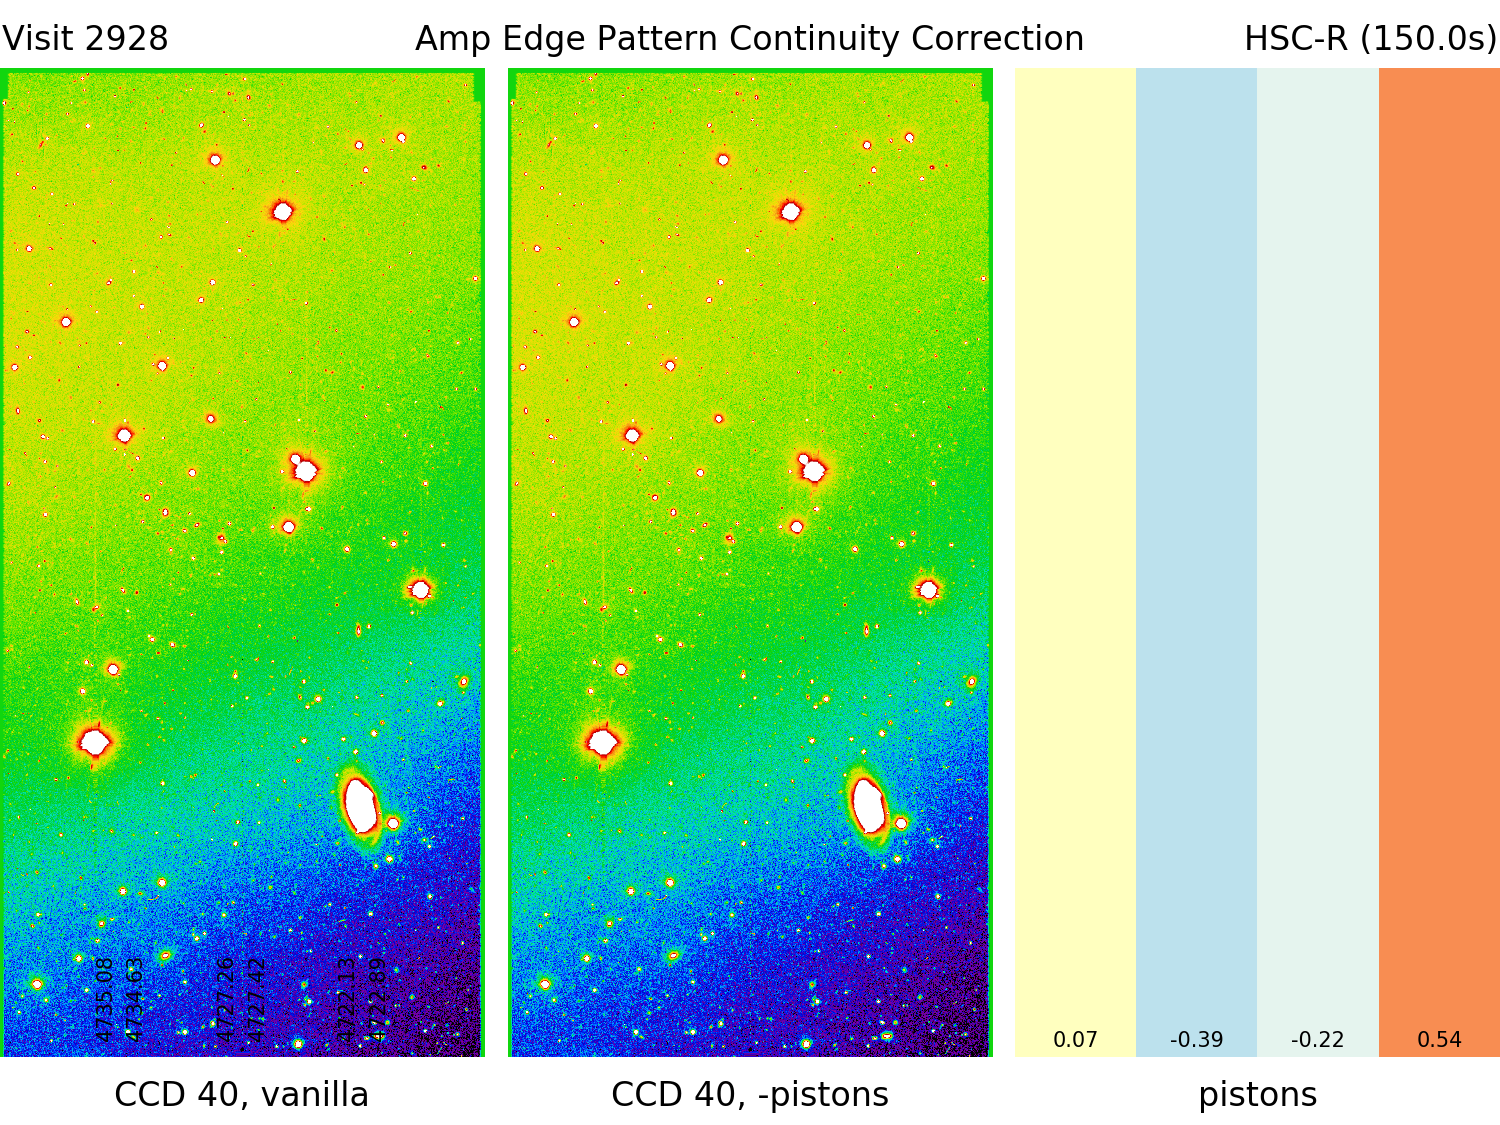 Visit 2928 Amp Edge Pattern Continuity Correction HSC-R (150.0s)
4735.08
4734.63
4727.26
4727.42
4722.13
4722.89
0.07 -0.39 -0.22 0.54
CCD 40, vanilla CCD 40, -pistons pistons